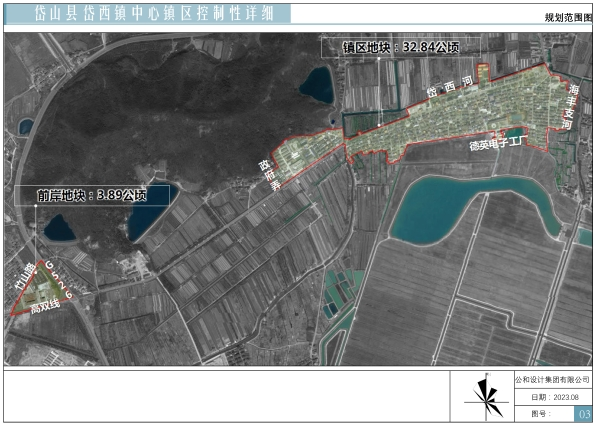 岱山县岱西镇中心镇区控制性详细
规划范围图
镇区地块：32.84公顷
岱西河
海丰支河
政府弄
德英电子工厂
前岸地块：3.89公顷
竹山路
G526
高双线
公和设计集团有限公司
日期：2023.08
图号：
03